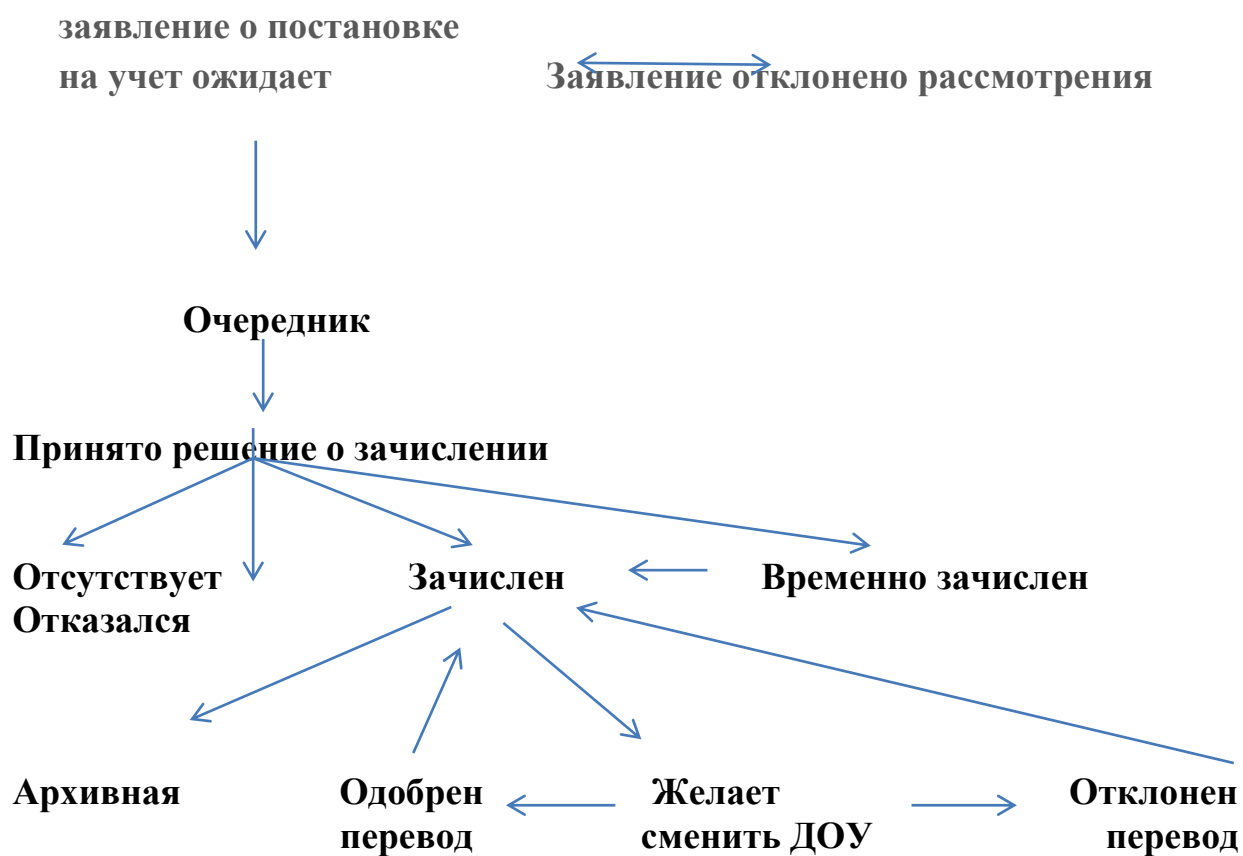 заявление о постановке
на учет ожидает Заявление отклонено рассмотрения
Очередник
Принято решение о зачислении
Отсутствует Зачислен Временно зачислен
Отказался
Архивная Одобрен Желает Отклонен
перевод сменить ДОУ перевод